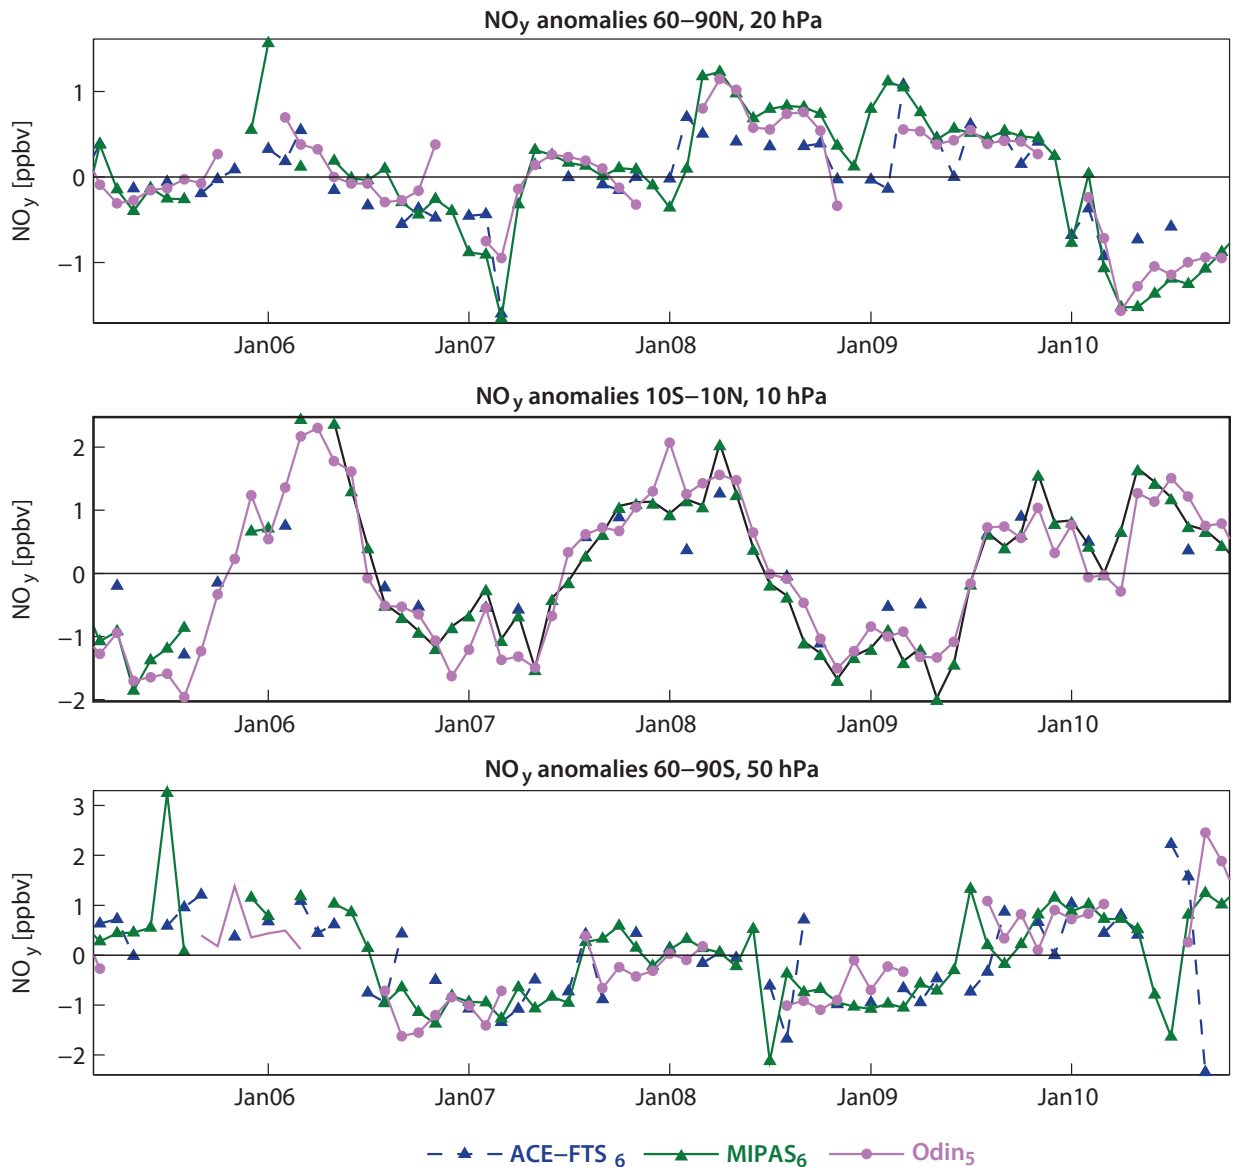 NOy anomalies 60−90N, 20 hPa
NOy [ppbv]
1
0
−1
Jan06 Jan07 Jan08 Jan09 Jan10
NOy anomalies 10S−10N, 10 hPa
NOy [ppbv]
2
1
0
−1
−2
Jan06 Jan07 Jan08 Jan09 Jan10
NOy anomalies 60−90S, 50 hPa
NOy [ppbv]
3
2
1
0
−1
−2
Jan06 Jan07 Jan08 Jan09 Jan10
ACE−FTS 6 MIPAS6 Odin5